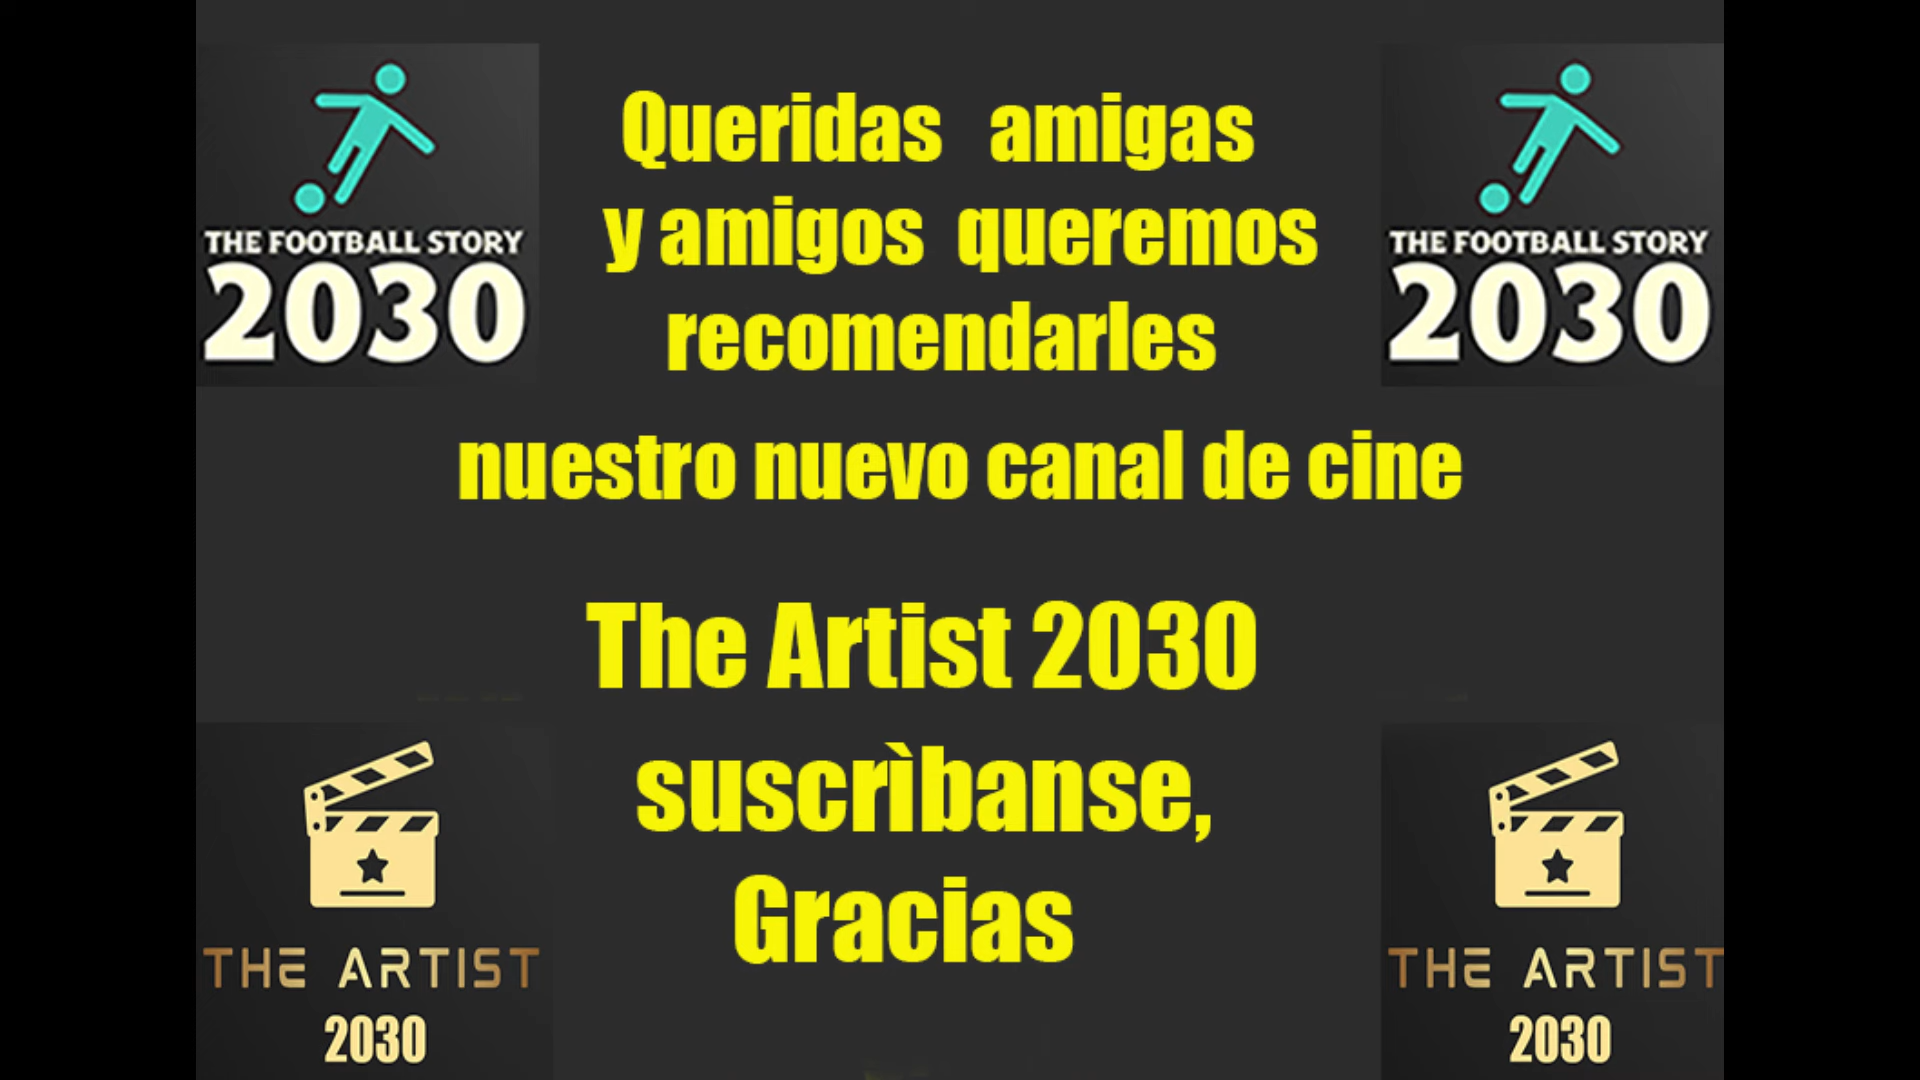 Queridas amigas
y amigos queremos
recomendarles
nuestro nuevo canal de cine
The Artist 2030
suscrìbanse,
Gracias
THE FOOTBALL STORY
2030
THE FOOTBALL STORY
2030
THE ARTIST
2030
THE ARTIST
2030